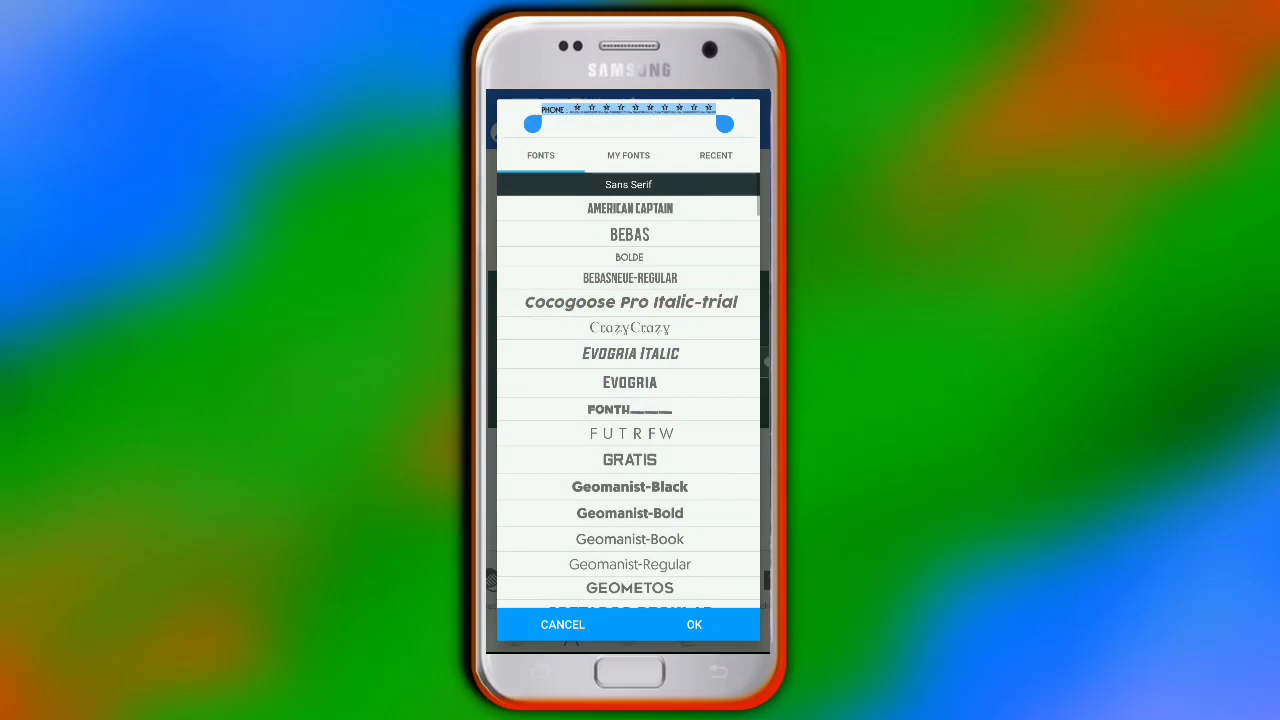 SAMSUNG
PHONE . ☆ ☆ ☆ ☆ ☆ ☆ ☆ ☆ ☆ ☆
FONTS MY FONTS RECENT
Sans Serif
AMERICAN CAPTAIN
BEBAS
BOLDE
BEBASNEUE-REGULAR
Cocogoose Pro Italic-trial
CrazyCrazy
Evogria Italic
Evogria
FONTH____
FUTRFW
GRATIS
Geomanist-Black
Geomanist-Bold
Geomanist-Book
Geomanist-Regular
GEOMETOS
CANCEL OK